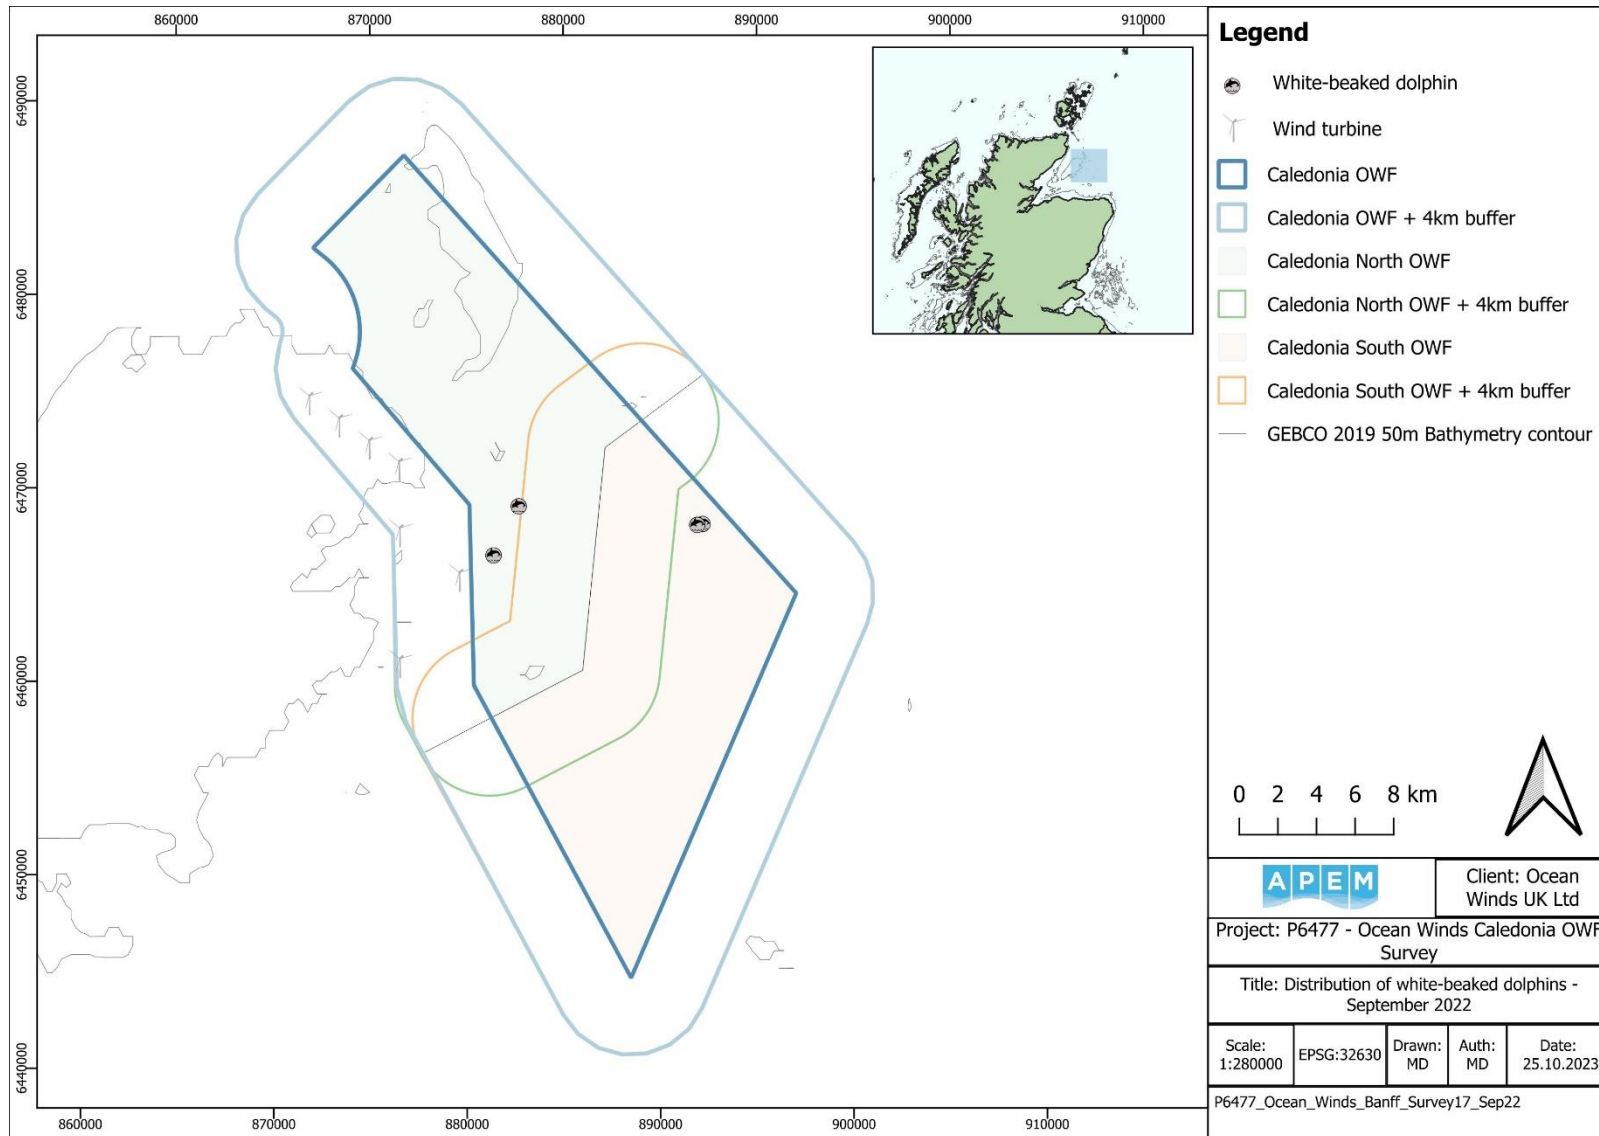 860000 870000 880000 890000 900000 910000
6490000
6480000
6470000
6460000
6450000
6440000
860000 870000 880000 890000 900000 910000
Legend
White-beaked dolphin
Wind turbine
Caledonia OWF
Caledonia OWF + 4km buffer
Caledonia North OWF
Caledonia North OWF + 4km buffer
Caledonia South OWF
Caledonia South OWF + 4km buffer
GEBCO 2019 50m Bathymetry contour
0 2 4 6 8 km
APEM
Client: Ocean
Winds UK Ltd
Project: P6477 - Ocean Winds Caledonia OWF
Survey
Title: Distribution of white-beaked dolphins -
September 2022
Scale:
1:280000
EPSG:32630
Drawn:
MD
Auth:
MD
Date:
25.10.2023
P6477_Ocean_Winds_Banff_Survey17_Sep22